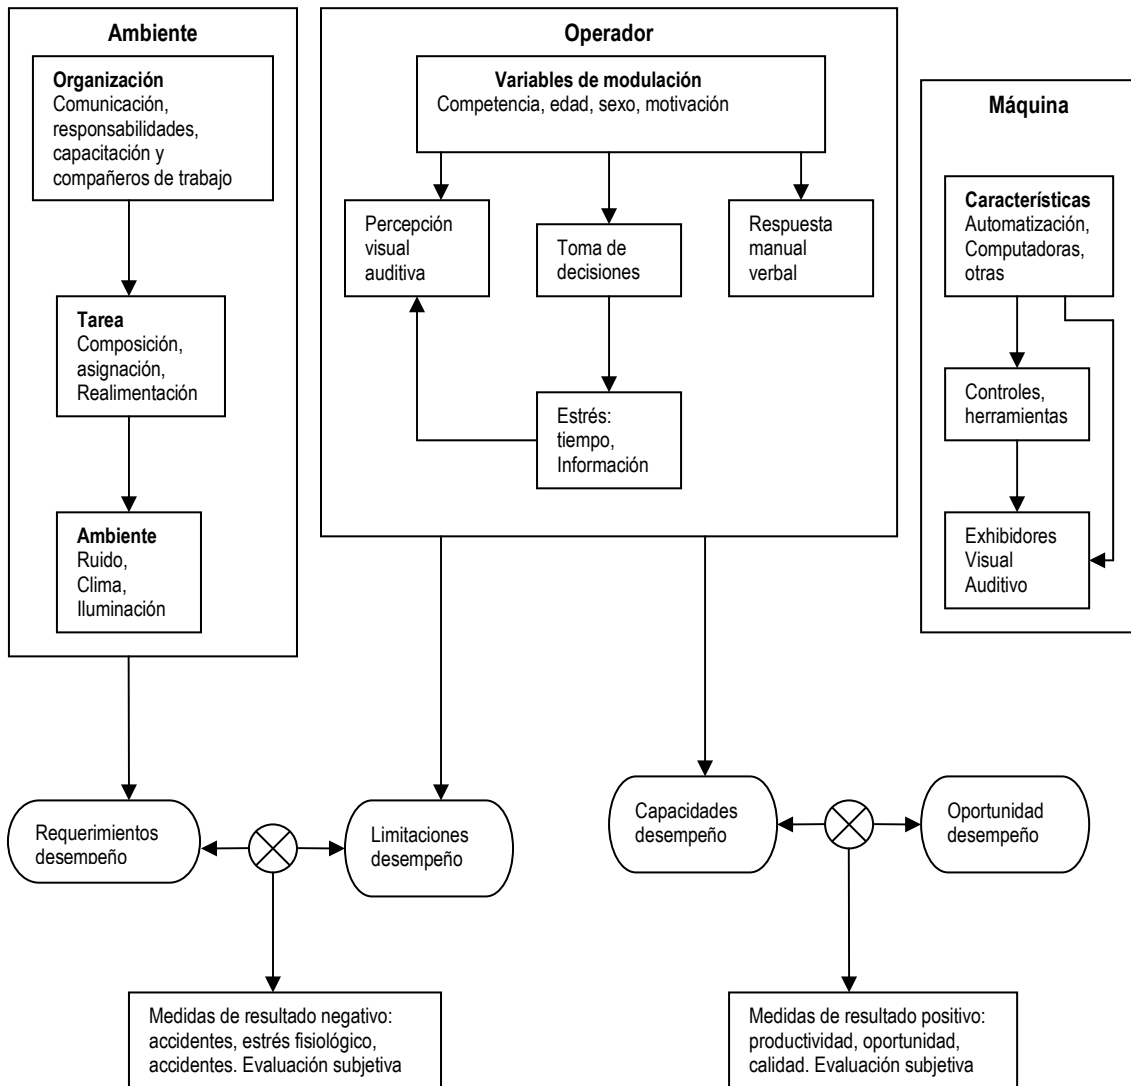 Ambiente
Organización
Comunicación,
responsabilidades,
capacitación y
compañeros de trabajo
Tarea
Composición,
asignación,
Realimentación
Ambiente
Ruido,
Clima,
Iluminación
Operador
Variables de modulación
Competencia, edad, sexo, motivación
Percepción
visual
auditiva
Toma de
decisiones
Respuesta
manual
verbal
Estrés:
tiempo,
Información
Máquina
Características
Automatización,
Computadoras,
otras
Controles,
herramientas
Exhibidores
Visual
Auditivo
Requerimientos
desempeño
Limitaciones
desempeño
Capacidades
desempeño
Oportunidad
desempeño
Medidas de resultado negativo:
accidentes, estrés fisiológico,
accidentes. Evaluación subjetiva
Medidas de resultado positivo:
productividad, oportunidad,
calidad. Evaluación subjetiva